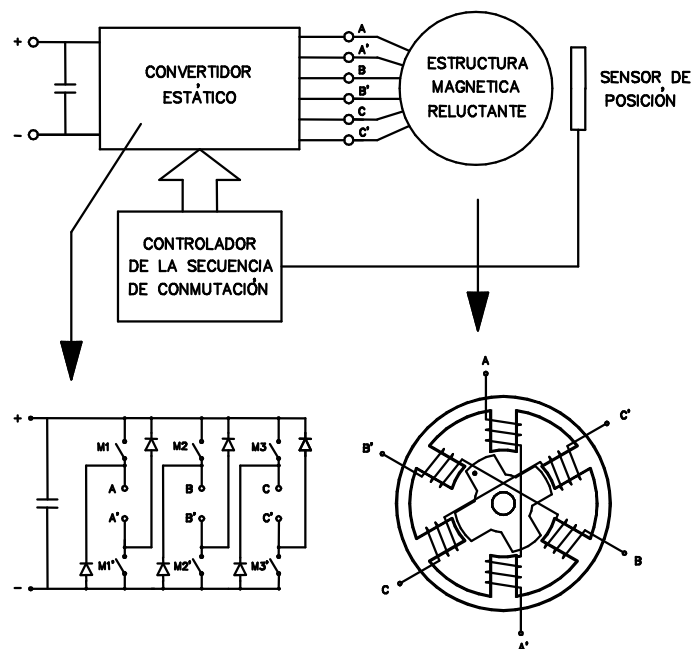 +
-
CONVERTIDOR
ESTÁTICO
A
A'
B
B'
C
C'
ESTRUCTURA
MAGNETICA
RELUCTANTE
SENSOR DE
POSICIÓN
CONTROLADOR
DE LA SECUENCIA
DE CONMUTACIÓN
+
-
M1
M2
M3
A
B
C
A'
B'
C'
M1'
M2'
M3'
A
C'
B'
B
C
A'